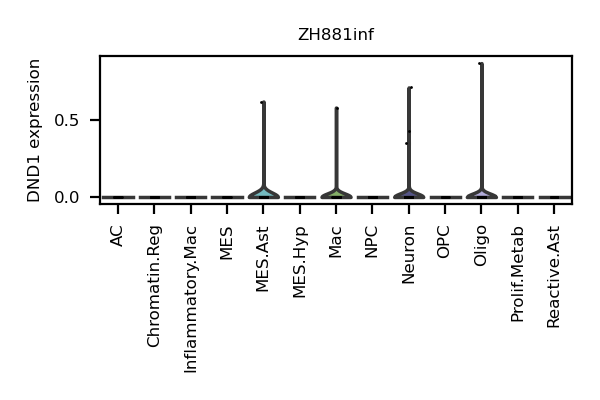 ZH881inf
DND1 expression
0.5
0.0
AC
Chromatin.Reg
Inflammatory.Mac
MES
MES.Ast
MES.Hyp
Mac
NPC
Neuron
OPC
Oligo
Prolif.Metab
Reactive.Ast